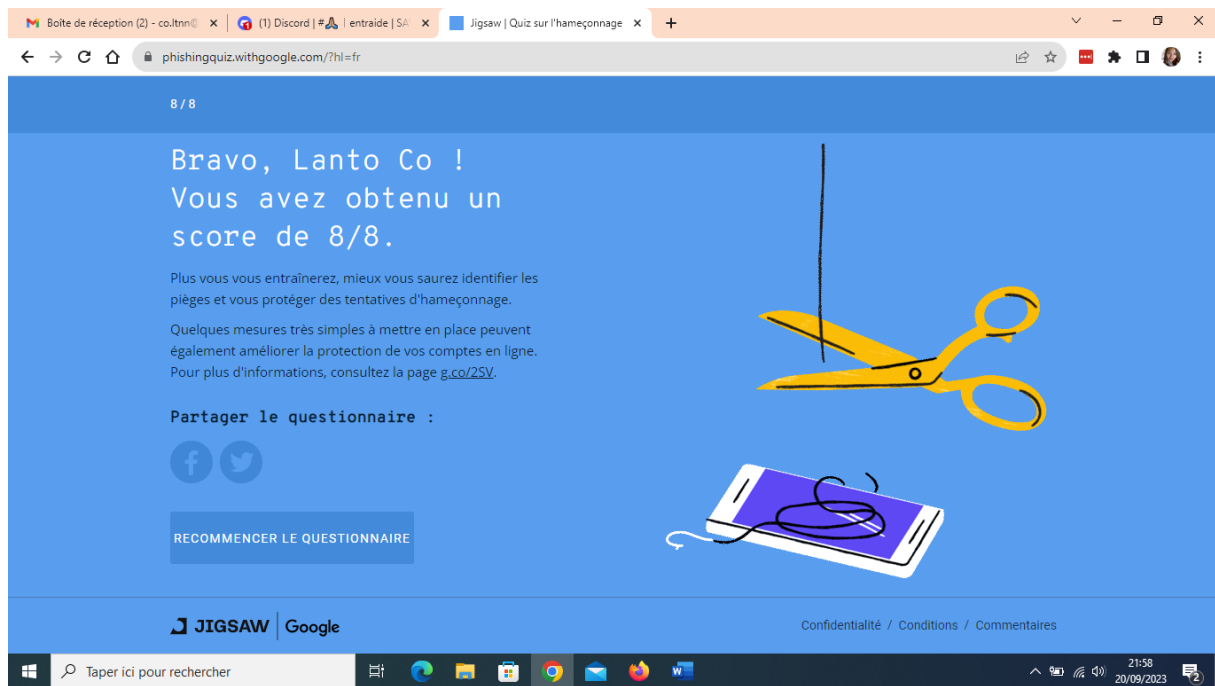 Boîte de réception (2) - co.ltnn
(1) Discord | # | entraide | SA
Jigsaw | Quiz sur l'hameçonnage
phishingquiz.withgoogle.com/?hl=fr
8 / 8
Bravo, Lanto Co !
Vous avez obtenu un
score de 8/8.
Plus vous vous entraînerez, mieux vous saurez identifier les
pièges et vous protéger des tentatives d'hameçonnage.
Quelques mesures très simples à mettre en place peuvent
également améliorer la protection de vos comptes en ligne.
Pour plus d'informations, consultez la page g.co/2SV.
Partager le questionnaire :
RECOMMENCER LE QUESTIONNAIRE
JIGSAW | Google
Confidentialité / Conditions / Commentaires
Taper ici pour rechercher
21:58
20/09/2023
2